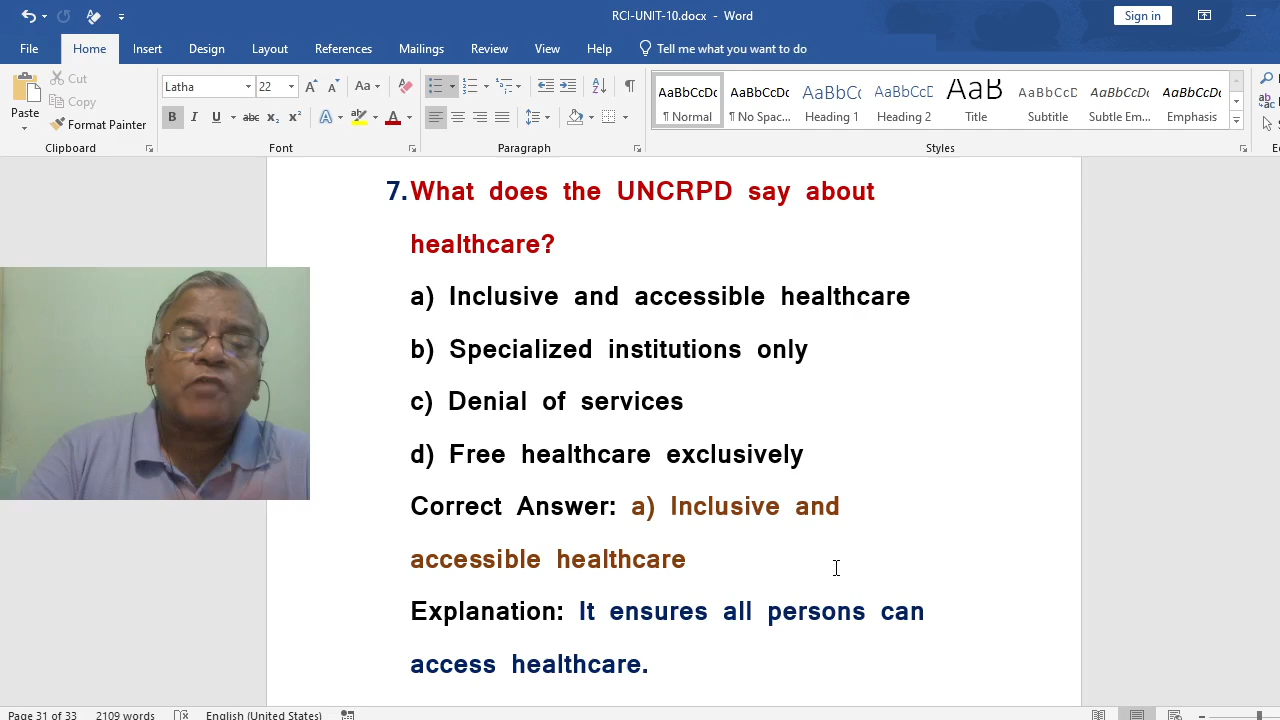 RCI-UNIT-10.docx - Word
Sign in
File Home Insert Design Layout References Mailings Review View Help Tell me what you want to do
Paste
Cut
Copy
Format Painter
Clipboard
Latha 22
Font
Paragraph
AaBbCcDc AaBbCcDc AaBbCc AaBbCcD AaB AaBbCcD AaBbCcDc AaBbCcDc
¶ Normal ¶ No Spac... Heading 1 Heading 2 Title Subtitle Subtle Em... Emphasis
Styles
7. What does the UNCRPD say about
healthcare?
a) Inclusive and accessible healthcare
b) Specialized institutions only
c) Denial of services
d) Free healthcare exclusively
Correct Answer: a) Inclusive and
accessible healthcare
Explanation: It ensures all persons can
access healthcare.
Page 31 of 33 2109 words English (United States)